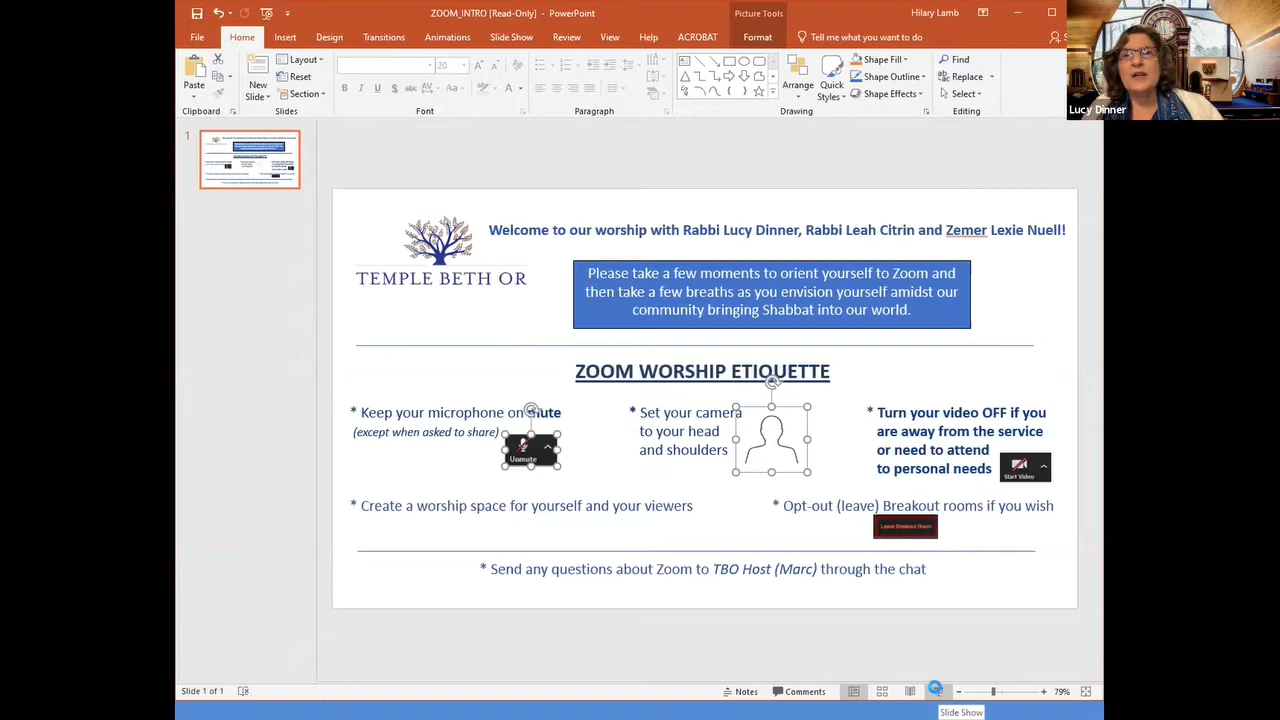 ZOOM_INTRO [Read-Only] - PowerPoint
Picture Tools
Hilary Lamb
File Home Insert Design Transitions Animations Slide Show Review View Help ACROBAT Format Tell me what you want to do
Paste
New Slide
Layout
Reset
Section
20
Arrange
Quick Styles
Shape Fill
Shape Outline
Shape Effects
Find
Replace
Select
Clipboard Slides Font Paragraph Drawing Editing
Lucy Dinner
1
TEMPLE BETH OR
Welcome to our worship with Rabbi Lucy Dinner, Rabbi Leah Citrin and Zemer Lexie Nuell!
Please take a few moments to orient yourself to Zoom and
then take a few breaths as you envision yourself amidst our
community bringing Shabbat into our world.
ZOOM WORSHIP ETIQUETTE
* Keep your microphone on mute
(except when asked to share)
Unmute
* Set your camera
to your head
and shoulders
* Turn your video OFF if you
are away from the service
or need to attend
to personal needs
Start Video
* Create a worship space for yourself and your viewers
* Opt-out (leave) Breakout rooms if you wish
Leave Breakout Room
* Send any questions about Zoom to TBO Host (Marc) through the chat
Slide 1 of 1
Notes Comments 79%
Slide Show